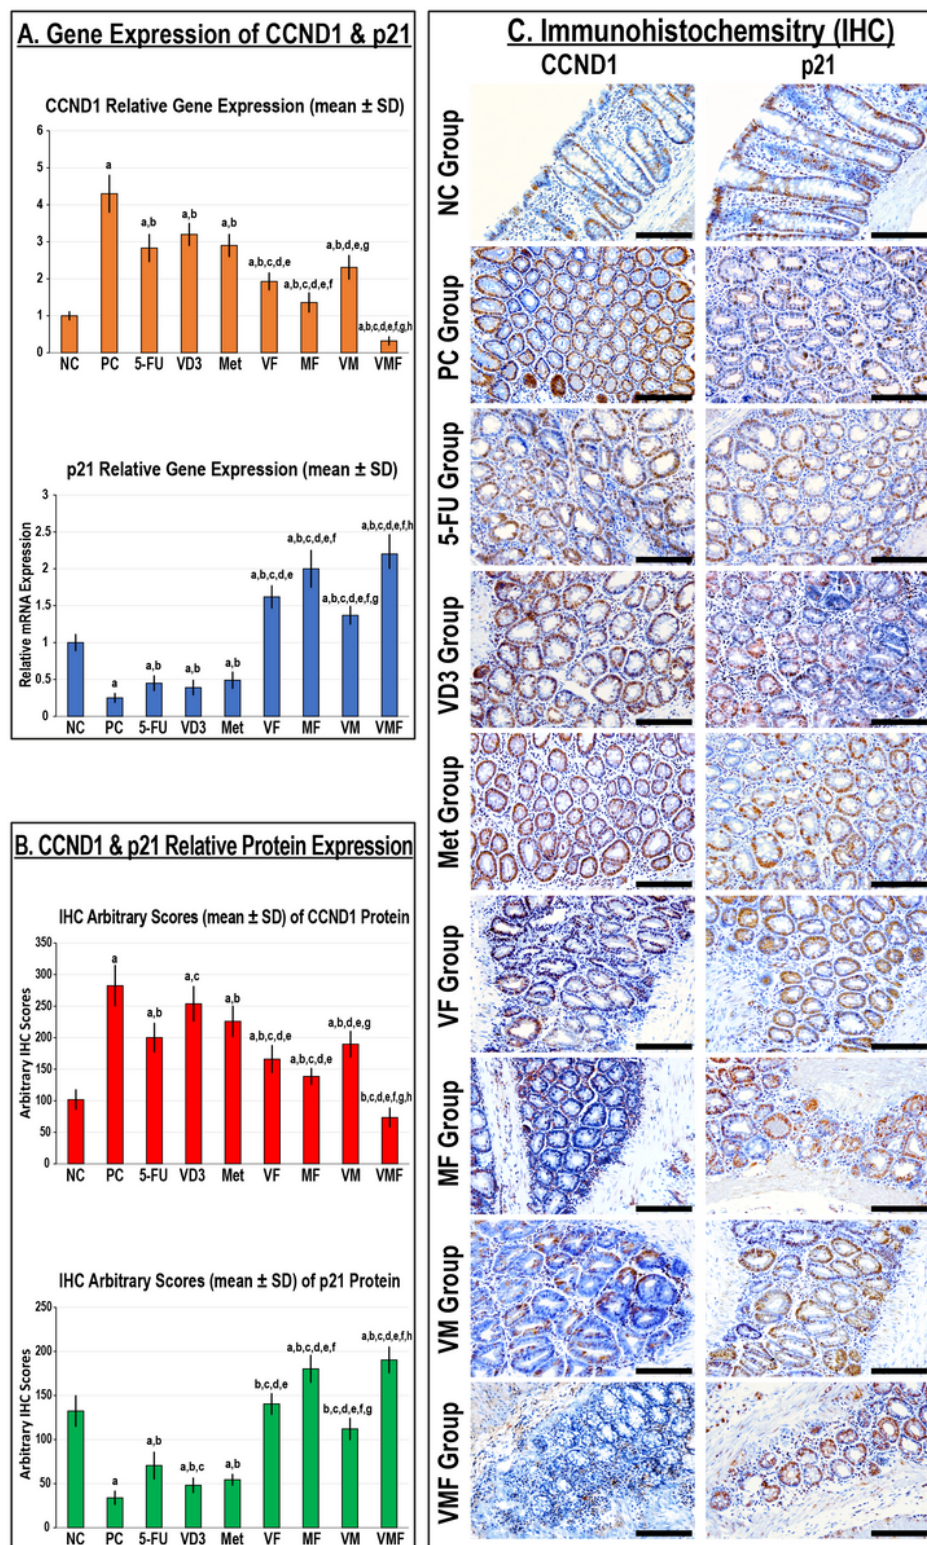 A. Gene Expression of CCND1 & p21
CCND1 Relative Gene Expression (mean ± SD)
6
5
4
3
2
1
0
a
a,b
a,b
a,b
a,b,c,d,e
a,b,c,d,e,f
a,b,d,e,g
a,b,c,d,e,f,g,h
NC PC 5-FU VD3 Met VF MF VM VMF
p21 Relative Gene Expression (mean ± SD)
Relative mRNA Expression
3
2.5
2
1.5
1
0.5
0
a
a,b
a,b
a,b
a,b,c,d,e
a,b,c,d,e,f
a,b,c,d,e,f,g
a,b,c,d,e,f,h
NC PC 5-FU VD3 Met VF MF VM VMF
B. CCND1 & p21 Relative Protein Expression
IHC Arbitrary Scores (mean ± SD) of CCND1 Protein
Arbitrary IHC Scores
350
300
250
200
150
100
50
0
a
a,b
a,c
a,b
a,b,c,d,e
a,b,c,d,e
a,b,d,e,g
b,c,d,e,f,g,h
NC PC 5-FU VD3 Met VF MF VM VMF
IHC Arbitrary Scores (mean ± SD) of p21 Protein
Arbitrary IHC Scores
250
200
150
100
50
0
a
a,b
a,b,c
a,b
b,c,d,e
a,b,c,d,e,f
b,c,d,e,f,g
a,b,c,d,e,f,h
NC PC 5-FU VD3 Met VF MF VM VMF
C. Immunohistochemsitry (IHC)
CCND1 p21
NC Group
PC Group
5-FU Group
VD3 Group
Met Group
VF Group
MF Group
VM Group
VMF Group